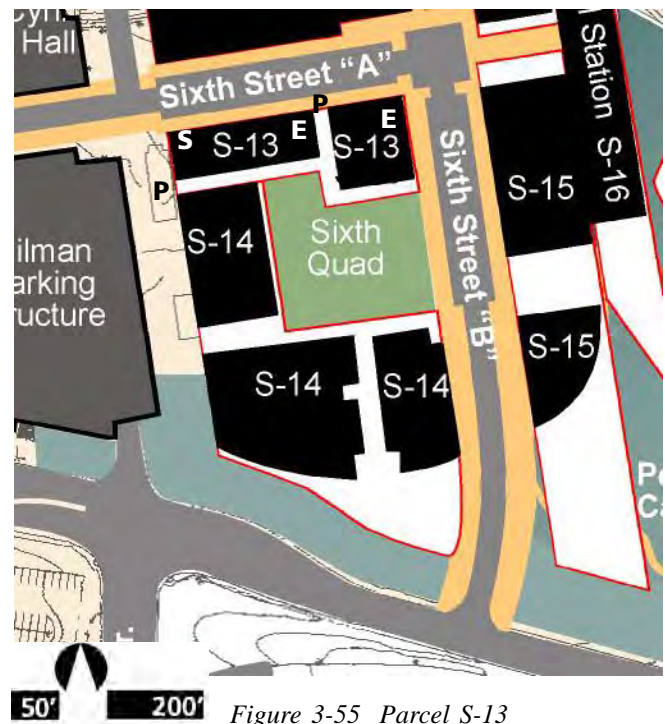 Hall
Sixth Street “A”
Station S-16
P
S
E
E
S-13
S-13
P
S-15
Sixth Street “B”
S-14
Sixth
Quad
ilman
arking
ructure
S-14
S-14
S-15
Po
Ca
50' 200'
Figure 3-55 Parcel S-13